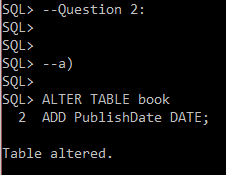 SQL> --Question 2:
SQL>
SQL>
SQL> --a)
SQL>
SQL> ALTER TABLE book
  2  ADD PublishDate DATE;

Table altered.